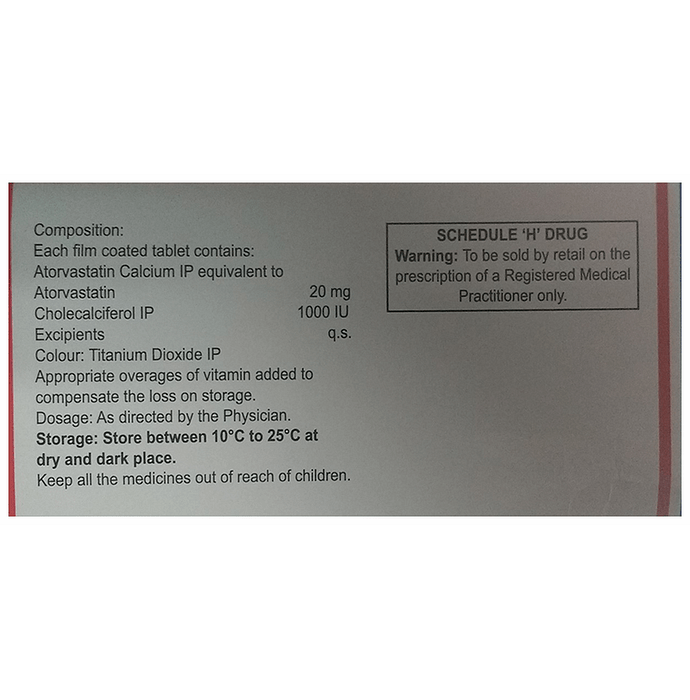 Composition:
Each film coated tablet contains:
Atorvastatin Calcium IP equivalent to
Atorvastatin 20 mg
Cholecalciferol IP 1000 IU
Excipients q.s.
Colour: Titanium Dioxide IP
Appropriate overages of vitamin added to
compensate the loss on storage.
Dosage: As directed by the Physician.
Storage: Store between 10°C to 25°C at
dry and dark place.
Keep all the medicines out of reach of children.
SCHEDULE ‘H’ DRUG
Warning: To be sold by retail on the
prescription of a Registered Medical
Practitioner only.